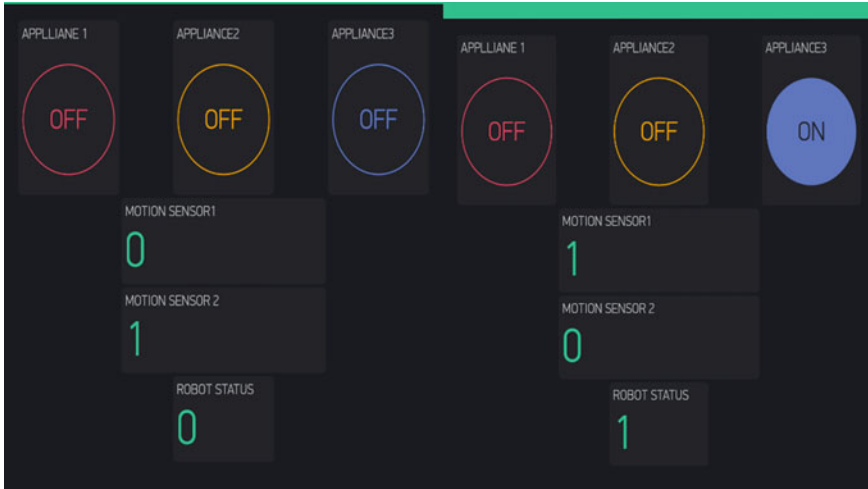 APPLLIANE 1 APPLIANCE2 APPLIANCE3
OFF OFF OFF
MOTION SENSOR1
0
MOTION SENSOR 2
1
ROBOT STATUS
0
APPLLIANE 1 APPLIANCE2 APPLIANCE3
OFF OFF ON
MOTION SENSOR1
1
MOTION SENSOR 2
0
ROBOT STATUS
1